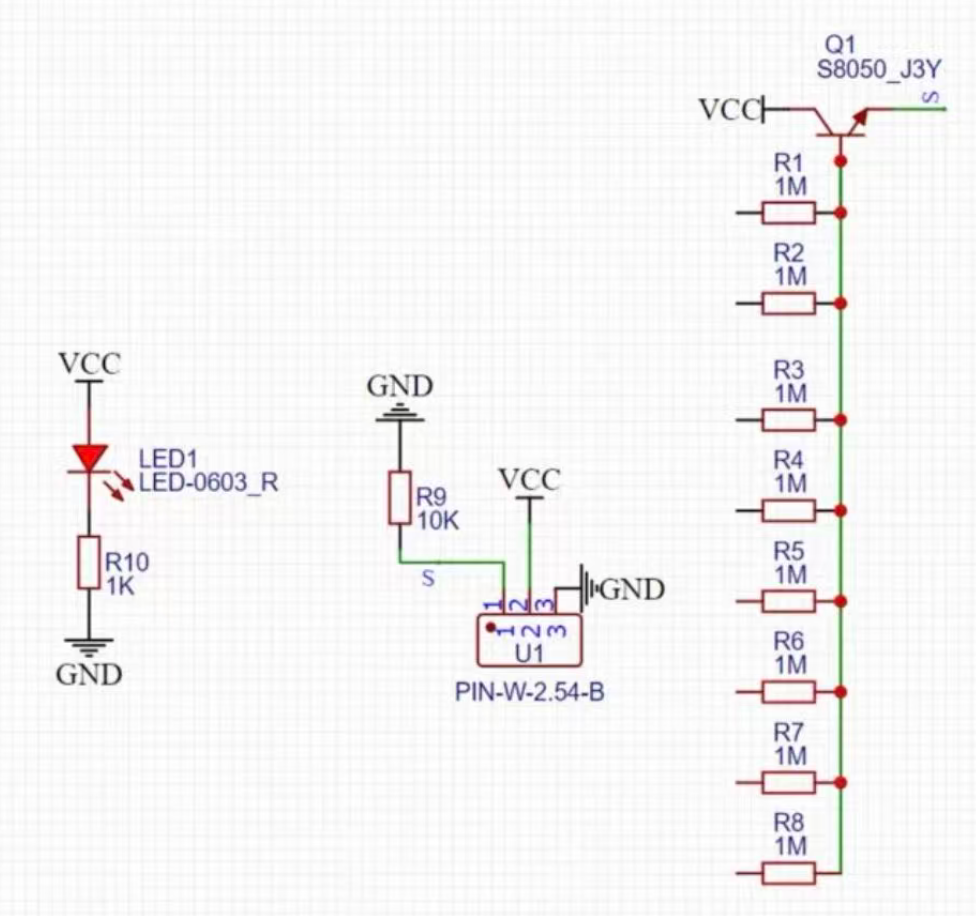 Q1
S8050_J3Y
VCC
S
R1
1M
R2
1M
R3
1M
R4
1M
R5
1M
R6
1M
R7
1M
R8
1M
VCC
LED1
LED-0603_R
R10
1K
GND
GND
R9
10K
S
VCC
GND
1 2 3
1 2 3
U1
PIN-W-2.54-B